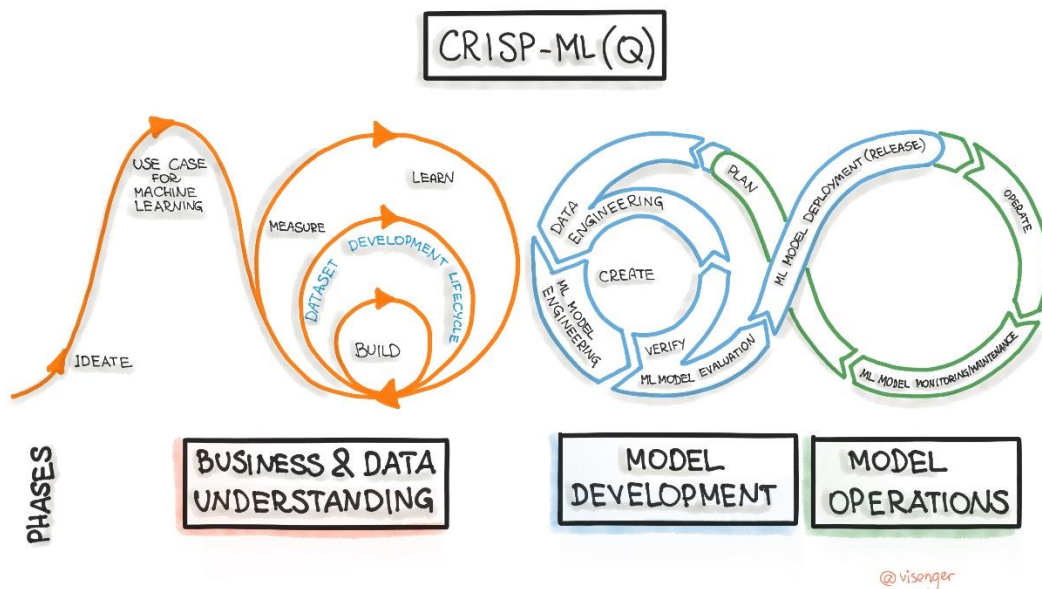 CRISP-ML(Q)
USE CASE
FOR
MACHINE
LEARNING
IDEATE
LEARN
MEASURE
DATASET DEVELOPMENT LIFECYCLE
BUILD
DATA
ENGINEERING
CREATE
ML MODEL
ENGINEERING
VERIFY
ML MODEL EVALUATION
PLAN
ML MODEL DEPLOYMENT (RELEASE)
OPERATE
ML MODEL MONITORING/MAINTENANCE
PHASES
BUSINESS & DATA
UNDERSTANDING
MODEL
DEVELOPMENT
MODEL
OPERATIONS
@visenger